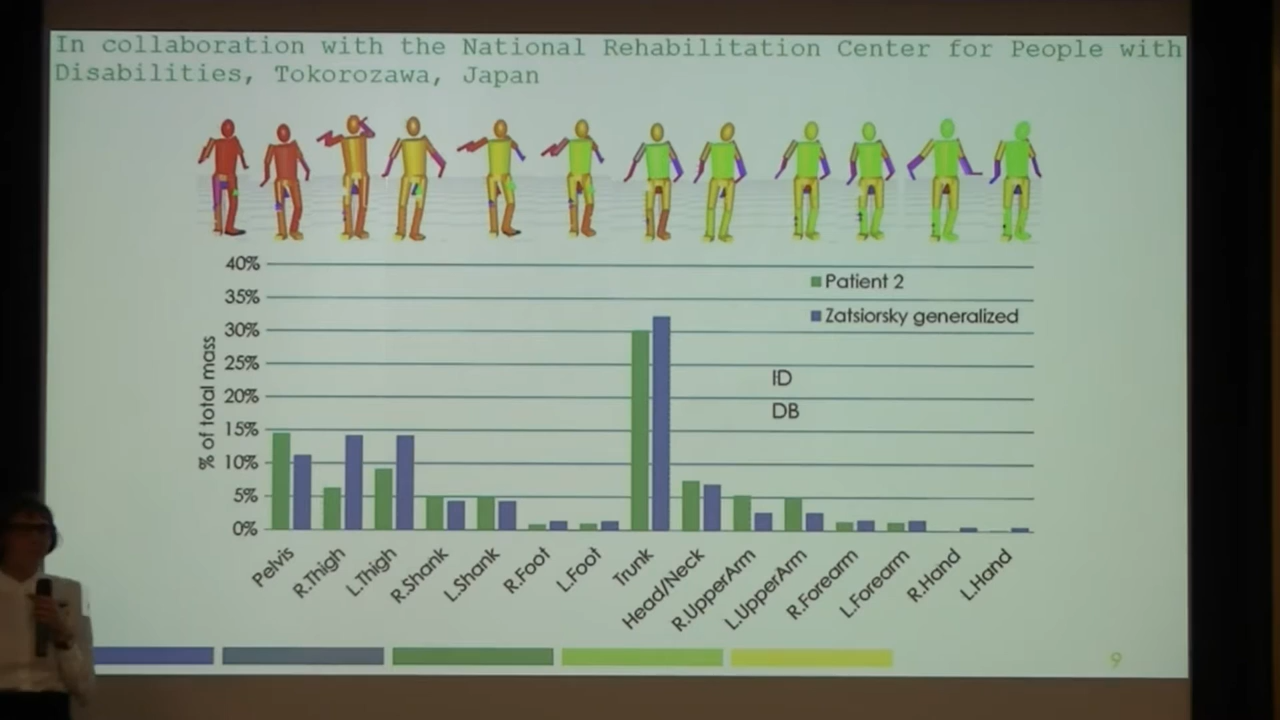 In collaboration with the National Rehabilitation Center for People with
Disabilities, Tokorozawa, Japan
40%
35%
30%
25%
20%
15%
10%
5%
0%
% of total mass
Patient 2
Zatsiorsky generalized
ID
DB
Pelvis
R.Thigh
L.Thigh
R.Shank
L.Shank
R.Foot
L.Foot
Trunk
Head/Neck
R.UpperArm
L.UpperArm
R.Forearm
L.Forearm
R.Hand
L.Hand
9